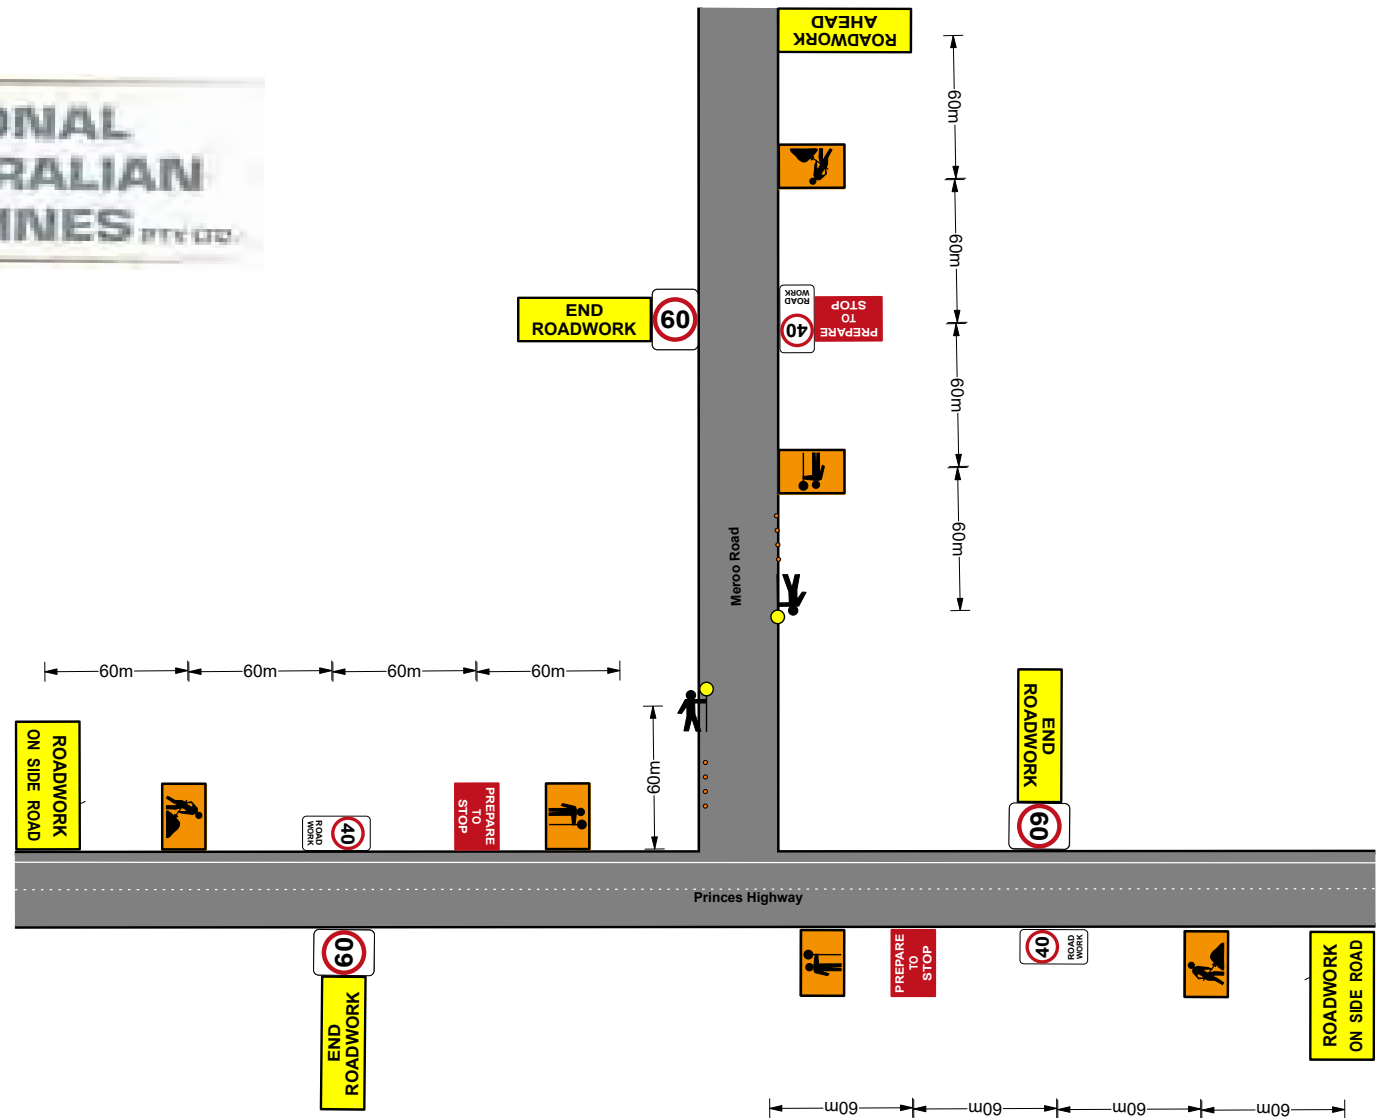 ROADWORK
AHEAD
ONAL
RALIAN
INES PTY LTD.
60m
60m
END
ROADWORK
60
ROAD
WORK
40
PREPARE
TO
STOP
60m
60m
Meroo Road
60m
60m
60m
60m
60m
ROADWORK
ON SIDE ROAD
ROAD
WORK
40
PREPARE
TO
STOP
END
ROADWORK
60
Princes Highway
60
END
ROADWORK
PREPARE
TO
STOP
40
ROAD
WORK
ROADWORK
ON SIDE ROAD
60m
60m
60m
60m